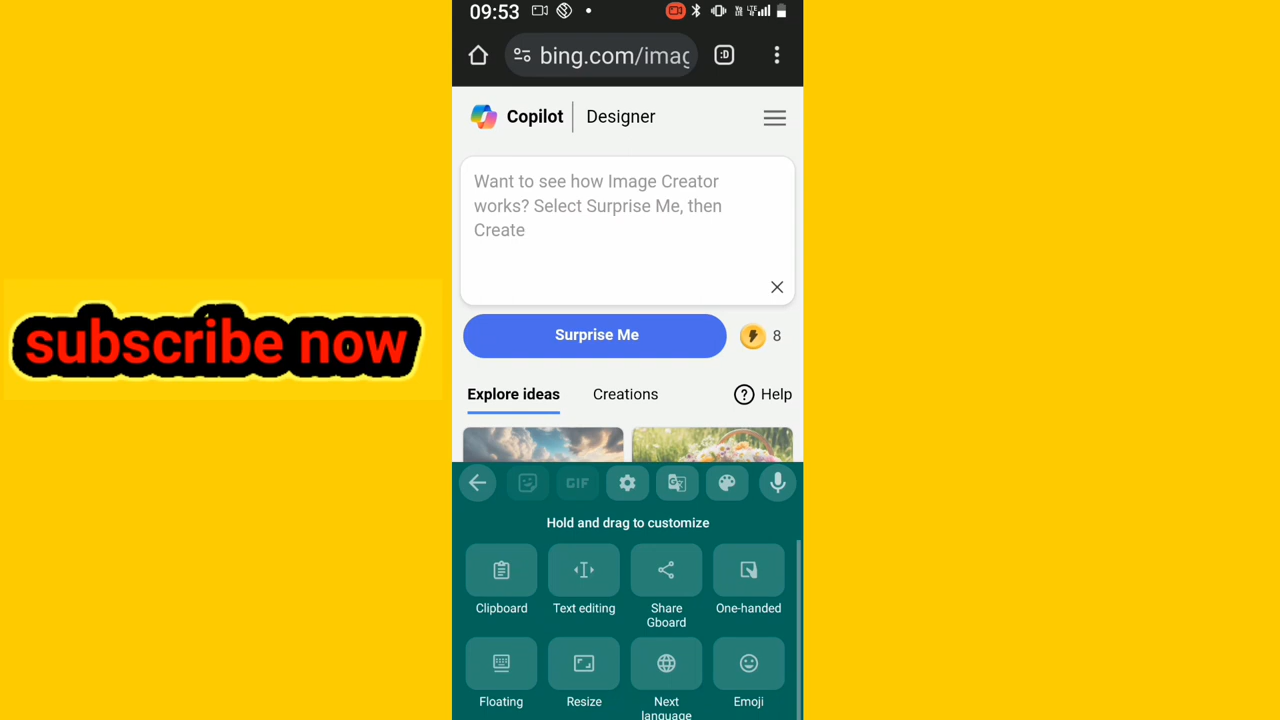 09:53
bing.com/imag
:D
Copilot | Designer
Want to see how Image Creator
works? Select Surprise Me, then
Create
Surprise Me
8
Explore ideas
Creations
Help
subscribe now
GIF
Hold and drag to customize
Clipboard
Text editing
Share
Gboard
One-handed
Floating
Resize
Next
language
Emoji